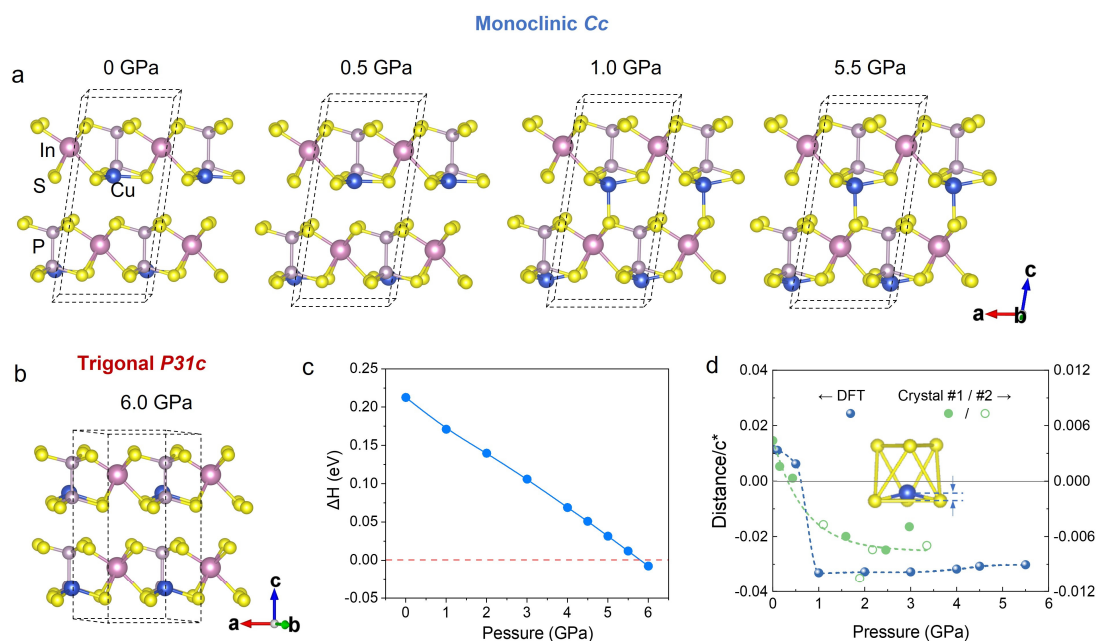 Monoclinic Cc
a
0 GPa
0.5 GPa
1.0 GPa
5.5 GPa
In
S
Cu
P
c
a
b
Trigonal P31c
b
6.0 GPa
c
a
b
c
0.25
0.20
0.15
0.10
0.05
0.00
-0.05
ΔH (eV)
0 1 2 3 4 5 6
Pessure (GPa)
d
0.04
0.02
0.00
-0.02
-0.04
Distance/c*
← DFT
Crystal #1 / #2 →
/
0.012
0.006
0.000
-0.006
-0.009
-0.012
0 1 2 3 4 5 6
Pressure (GPa)